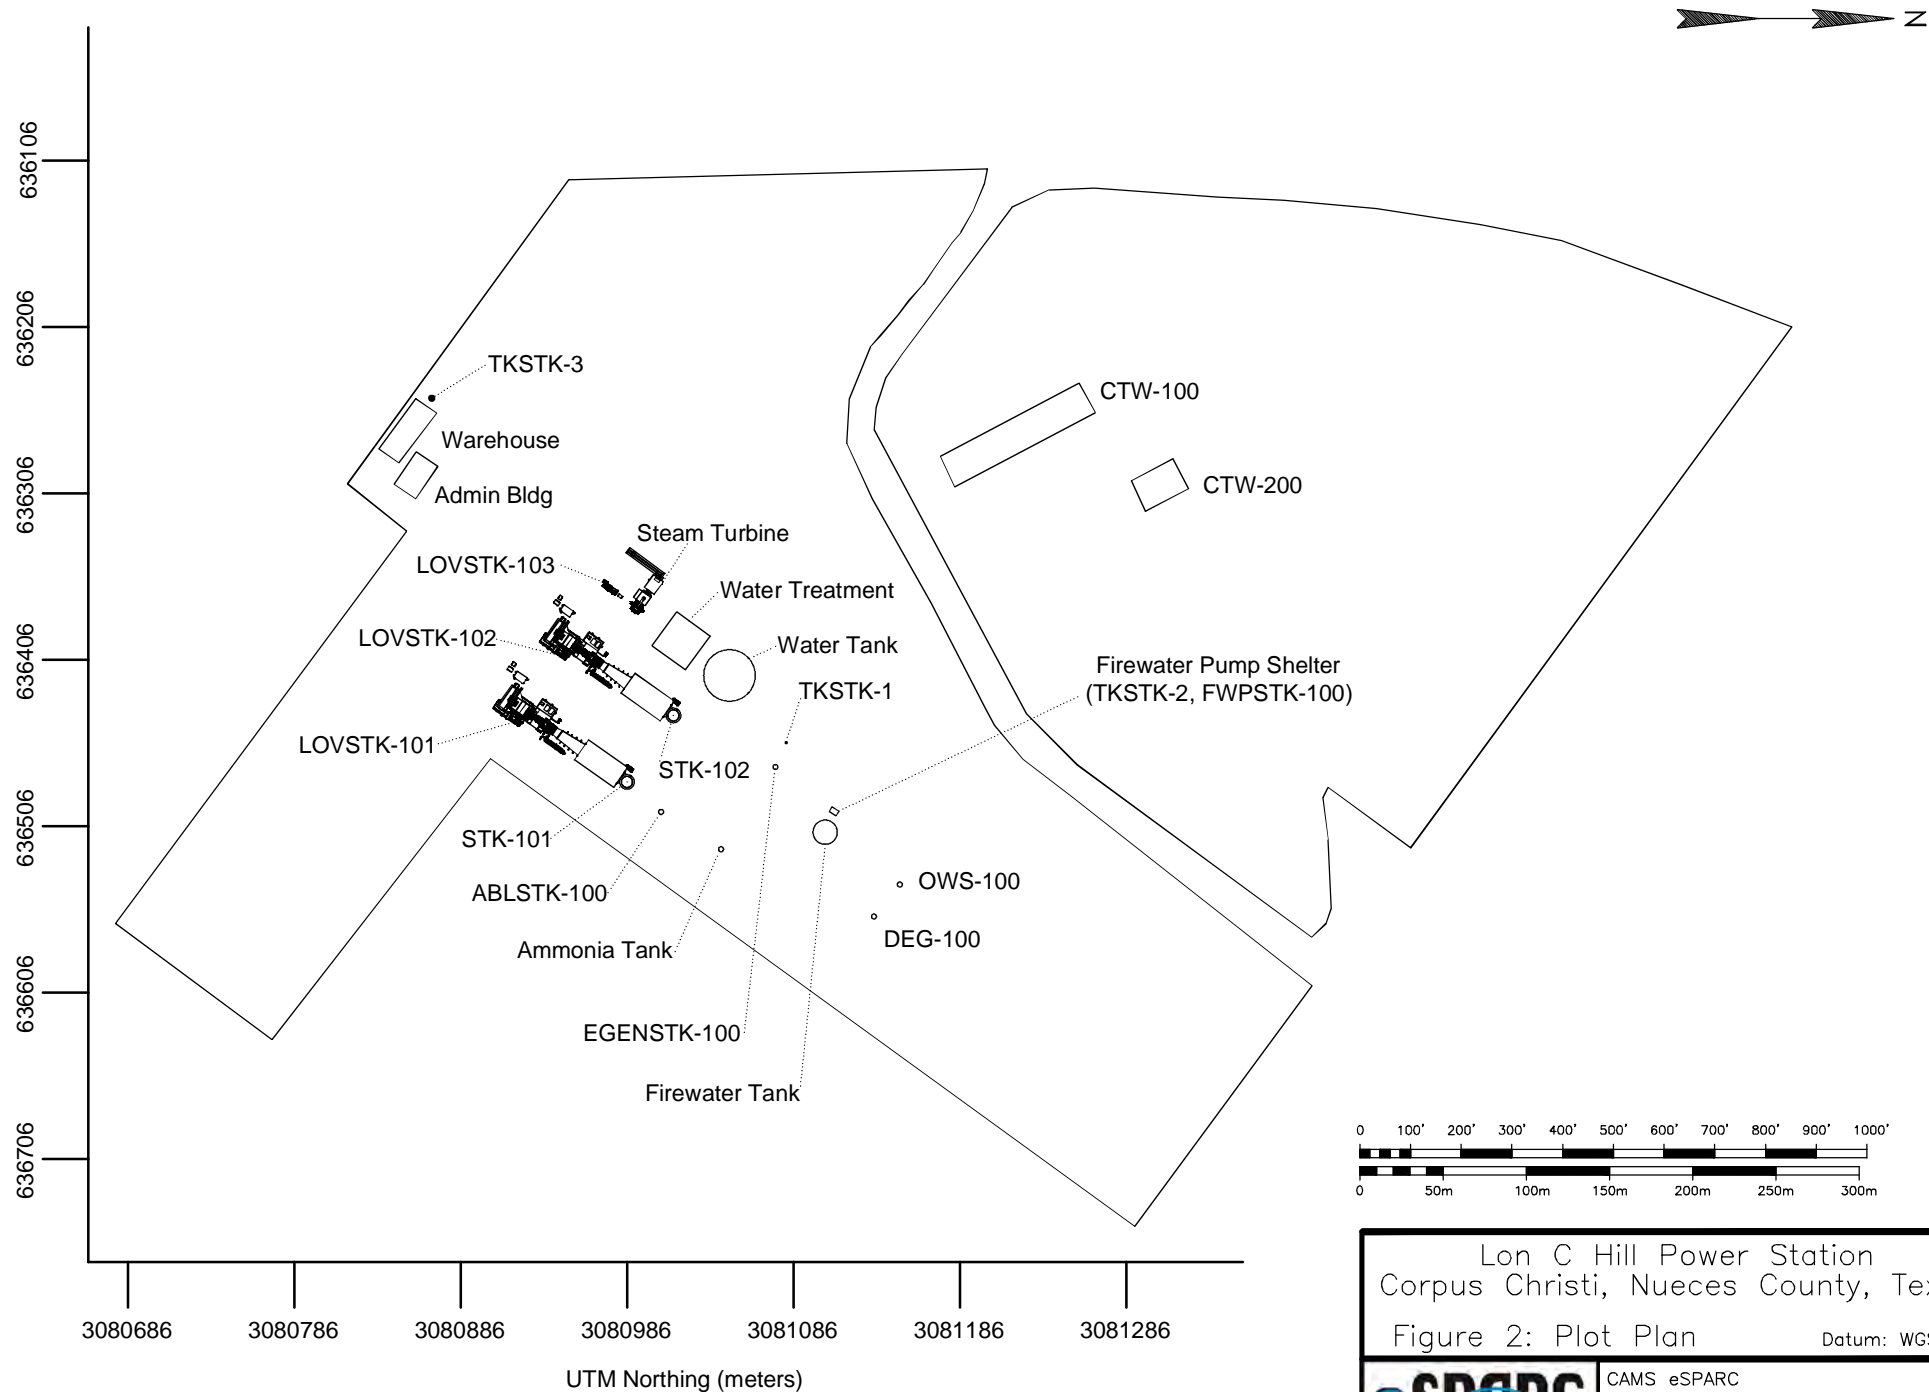 N
636106
636206
636306
636406
636506
636606
636706
TKSTK-3
Warehouse
Admin Bldg
CTW-100
CTW-200
Steam Turbine
LOVSTK-103
Water Treatment
LOVSTK-102
Water Tank
Firewater Pump Shelter
(TKSTK-2, FWPSTK-100)
TKSTK-1
LOVSTK-101
STK-102
STK-101
ABLSTK-100
OWS-100
DEG-100
Ammonia Tank
EGENSTK-100
Firewater Tank
0 100' 200' 300' 400' 500' 600' 700' 800' 900' 1000'
0 50m 100m 150m 200m 250m 300m
3080686 3080786 3080886 3080986 3081086 3081186 3081286
UTM Northing (meters)
Lon C Hill Power Station
Corpus Christi, Nueces County,
Figure 2: Plot Plan
Datum:
CAMS eSPARC
eSPARC